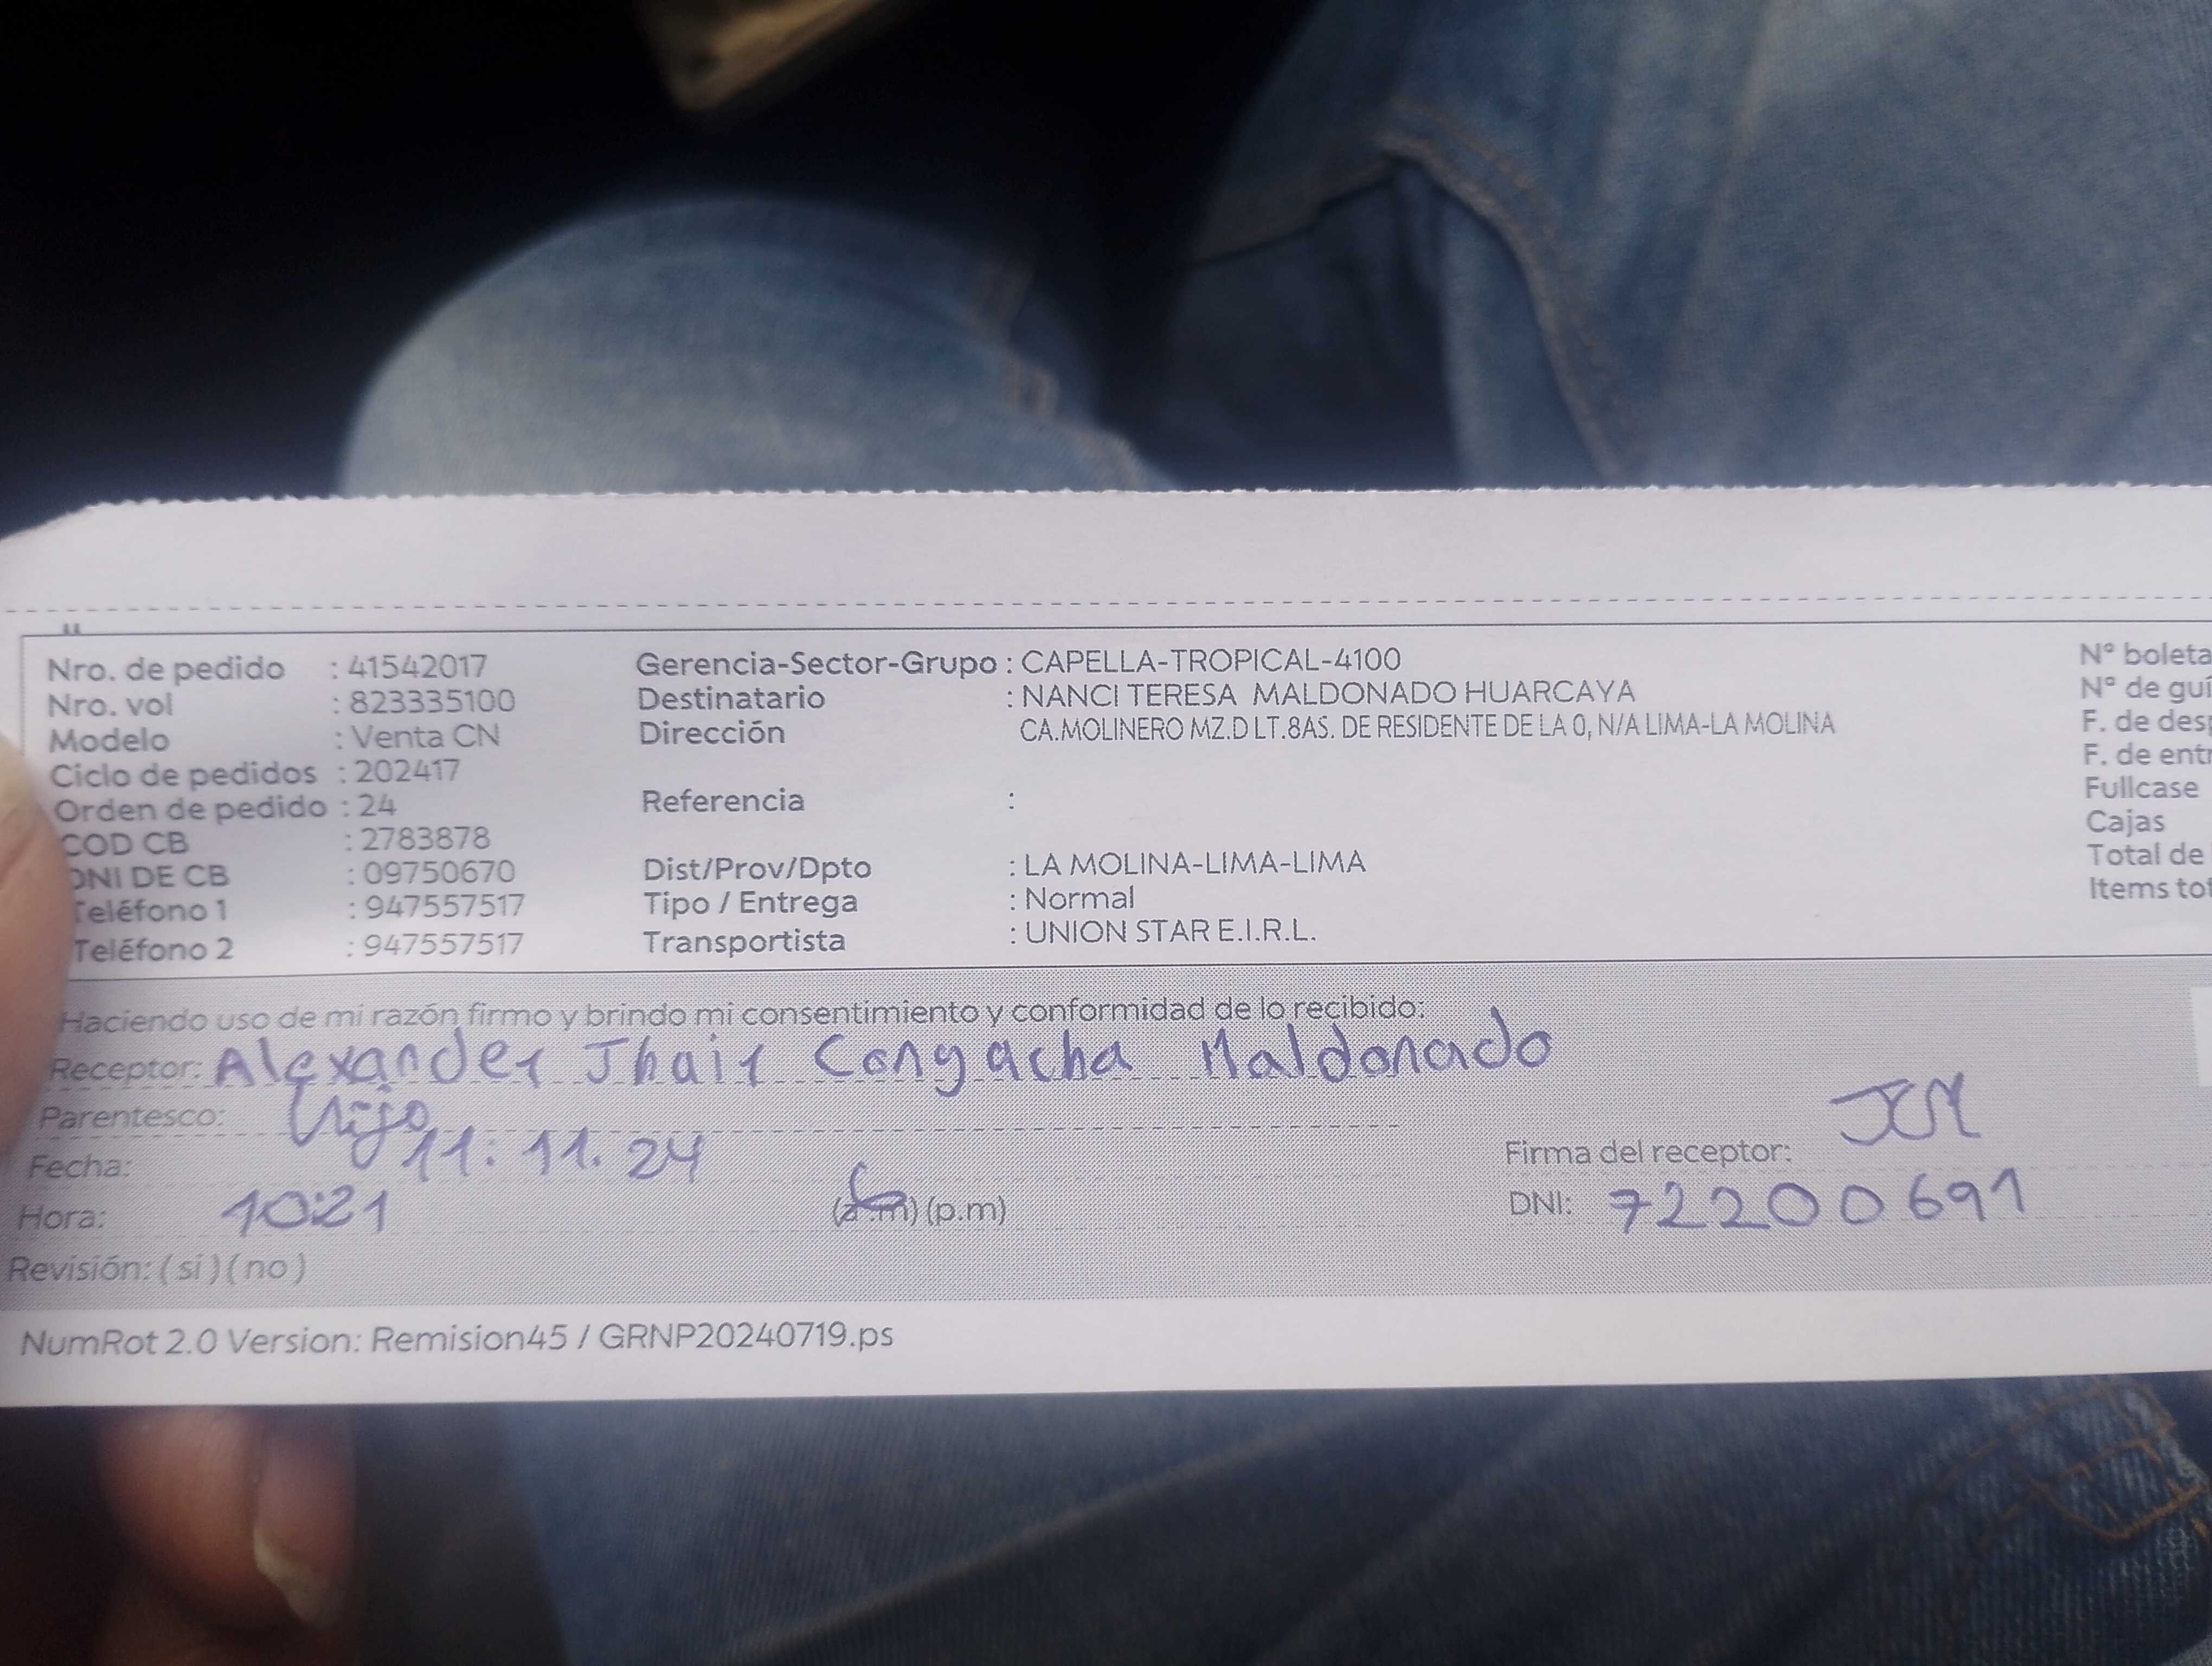 Nro. de pedido : 41542017 Gerencia-Sector-Grupo : CAPELLA-TROPICAL-4100 Nº boleta
Nro. vol : 823335100 Destinatario : NANCI TERESA MALDONADO HUARCAYA Nº de guí
Modelo : Venta CN Dirección CA.MOLINERO MZ.D LT.8AS. DE RESIDENTE DE LA 0, N/A LIMA-LA MOLINA F. de desp
Ciclo de pedidos : 202417 F. de entr
Orden de pedido : 24 Referencia : Fullcase
COD CB : 2783878 Cajas
DNI DE CB : 09750670 Dist/Prov/Dpto : LA MOLINA-LIMA-LIMA Total de
Teléfono 1 : 947557517 Tipo / Entrega : Normal Items tot
Teléfono 2 : 947557517 Transportista : UNION STAR E.I.R.L.
Haciendo uso de mi razón firmo y brindo mi consentimiento y conformidad de lo recibido:
Receptor: Alexander Jhair Congacha Maldonado
Parentesco: hijo
Fecha: 11: 11. 24 Firma del receptor: JCM
Hora: 10:21 (a.m) (p.m) DNI: 72200691
Revisión: ( si ) ( no )
NumRot 2.0 Version: Remision45 / GRNP20240719.ps